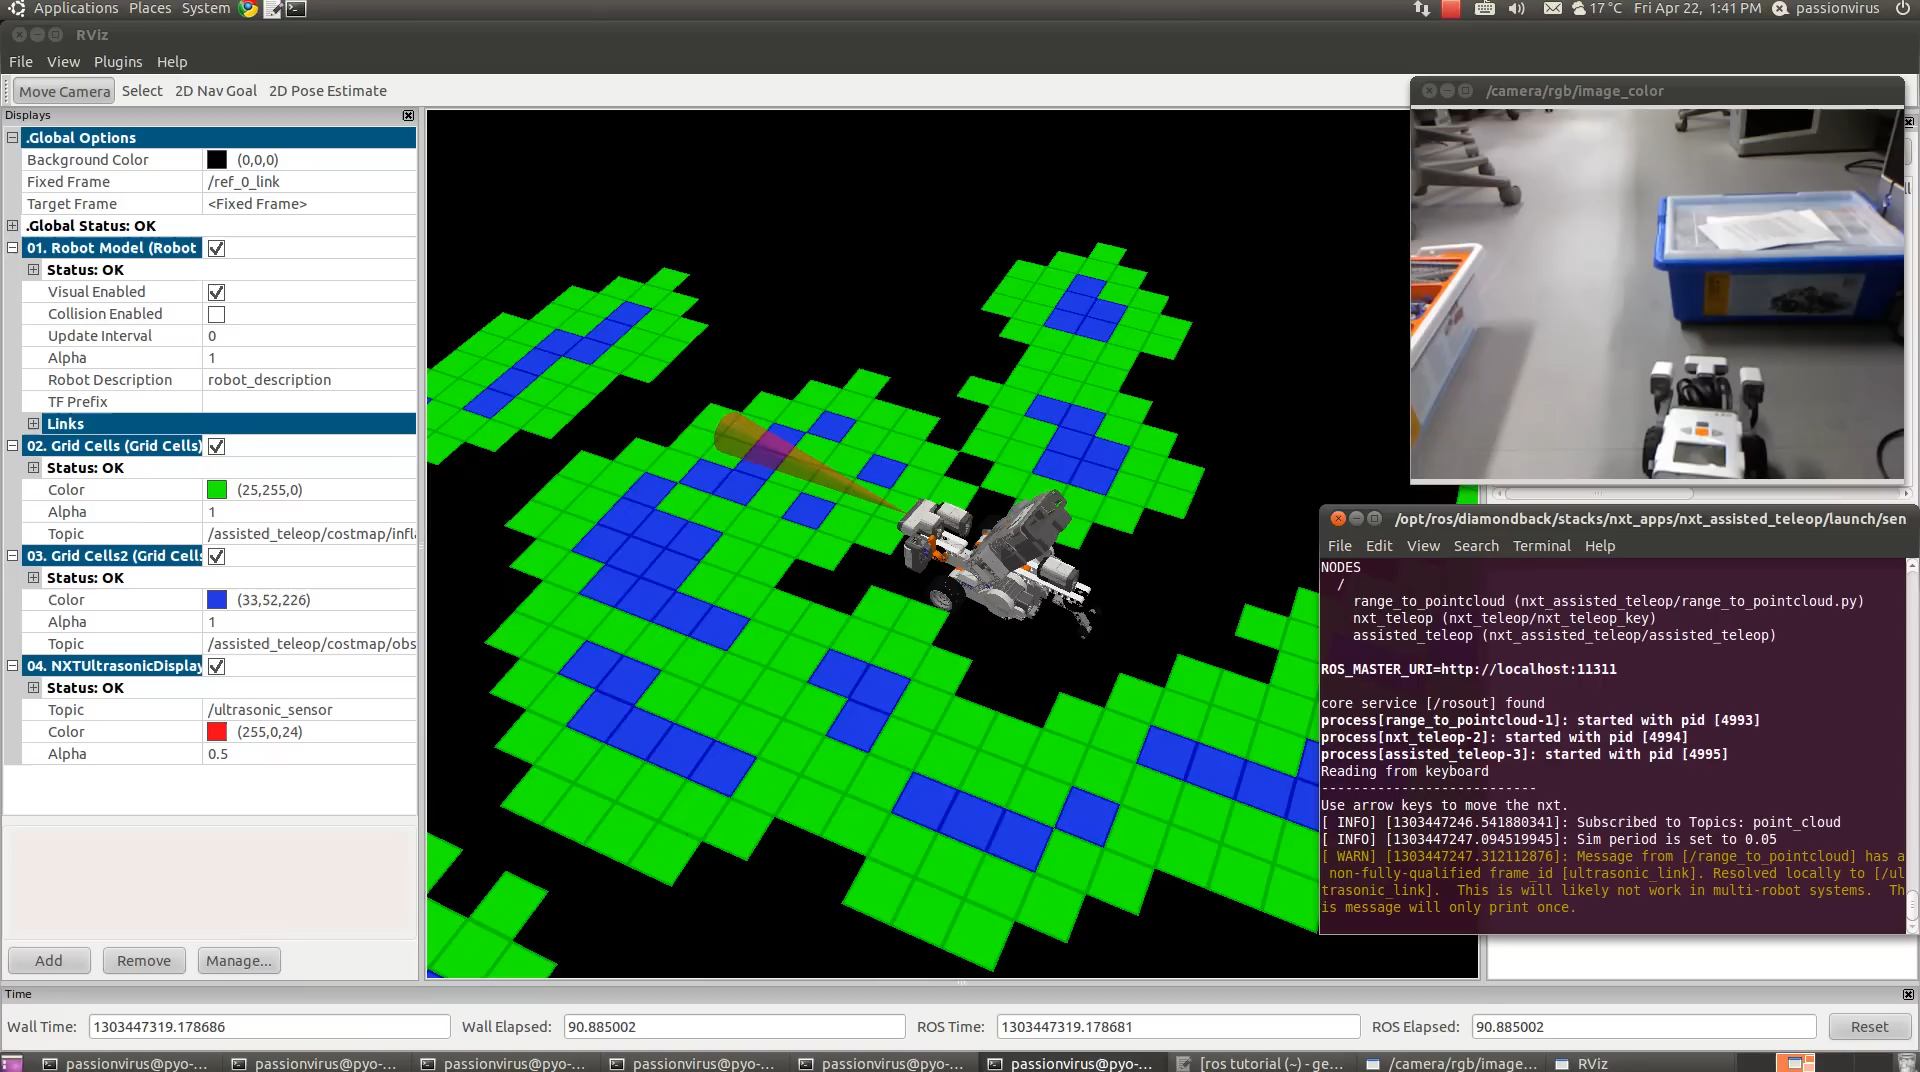 Applications Places System
17 °C Fri Apr 22, 1:41 PM passionvirus
RViz
File View Plugins Help
Move Camera Select 2D Nav Goal 2D Pose Estimate
Displays
.Global Options
Background Color (0,0,0)
Fixed Frame /ref_0_link
Target Frame <Fixed Frame>
.Global Status: OK
01. Robot Model (Robot
Status: OK
Visual Enabled
Collision Enabled
Update Interval 0
Alpha 1
Robot Description robot_description
TF Prefix
Links
02. Grid Cells (Grid Cells)
Status: OK
Color (25,255,0)
Alpha 1
Topic /assisted_teleop/costmap/infl
03. Grid Cells2 (Grid Cells
Status: OK
Color (33,52,226)
Alpha 1
Topic /assisted_teleop/costmap/obs
04. NXTUltrasonicDisplay
Status: OK
Topic /ultrasonic_sensor
Color (255,0,24)
Alpha 0.5
Add Remove Manage...
/camera/rgb/image_color
/opt/ros/diamondback/stacks/nxt_apps/nxt_assisted_teleop/launch/sen
File Edit View Search Terminal Help
NODES
/
range_to_pointcloud (nxt_assisted_teleop/range_to_pointcloud.py)
nxt_teleop (nxt_teleop/nxt_teleop_key)
assisted_teleop (nxt_assisted_teleop/assisted_teleop)
ROS_MASTER_URI=http://localhost:11311
core service [/rosout] found
process[range_to_pointcloud-1]: started with pid [4993]
process[nxt_teleop-2]: started with pid [4994]
process[assisted_teleop-3]: started with pid [4995]
Reading from keyboard
---------------------------
Use arrow keys to move the nxt.
[ INFO] [1303447246.541880341]: Subscribed to Topics: point_cloud
[ INFO] [1303447247.094519945]: Sim period is set to 0.05
[ WARN] [1303447247.312112876]: Message from [/range_to_pointcloud] has a
non-fully-qualified frame_id [ultrasonic_link]. Resolved locally to [/ul
trasonic_link].  This is will likely not work in multi-robot systems.  Th
is message will only print once.
Time
Wall Time: 1303447319.178686 Wall Elapsed: 90.885002 ROS Time: 1303447319.178681 ROS Elapsed: 90.885002 Reset
passionvirus@pyo-... passionvirus@pyo-... passionvirus@pyo-... passionvirus@pyo-... passionvirus@pyo-... passionvirus@pyo-... [ros tutorial (~) - ge... /camera/rgb/image... RViz